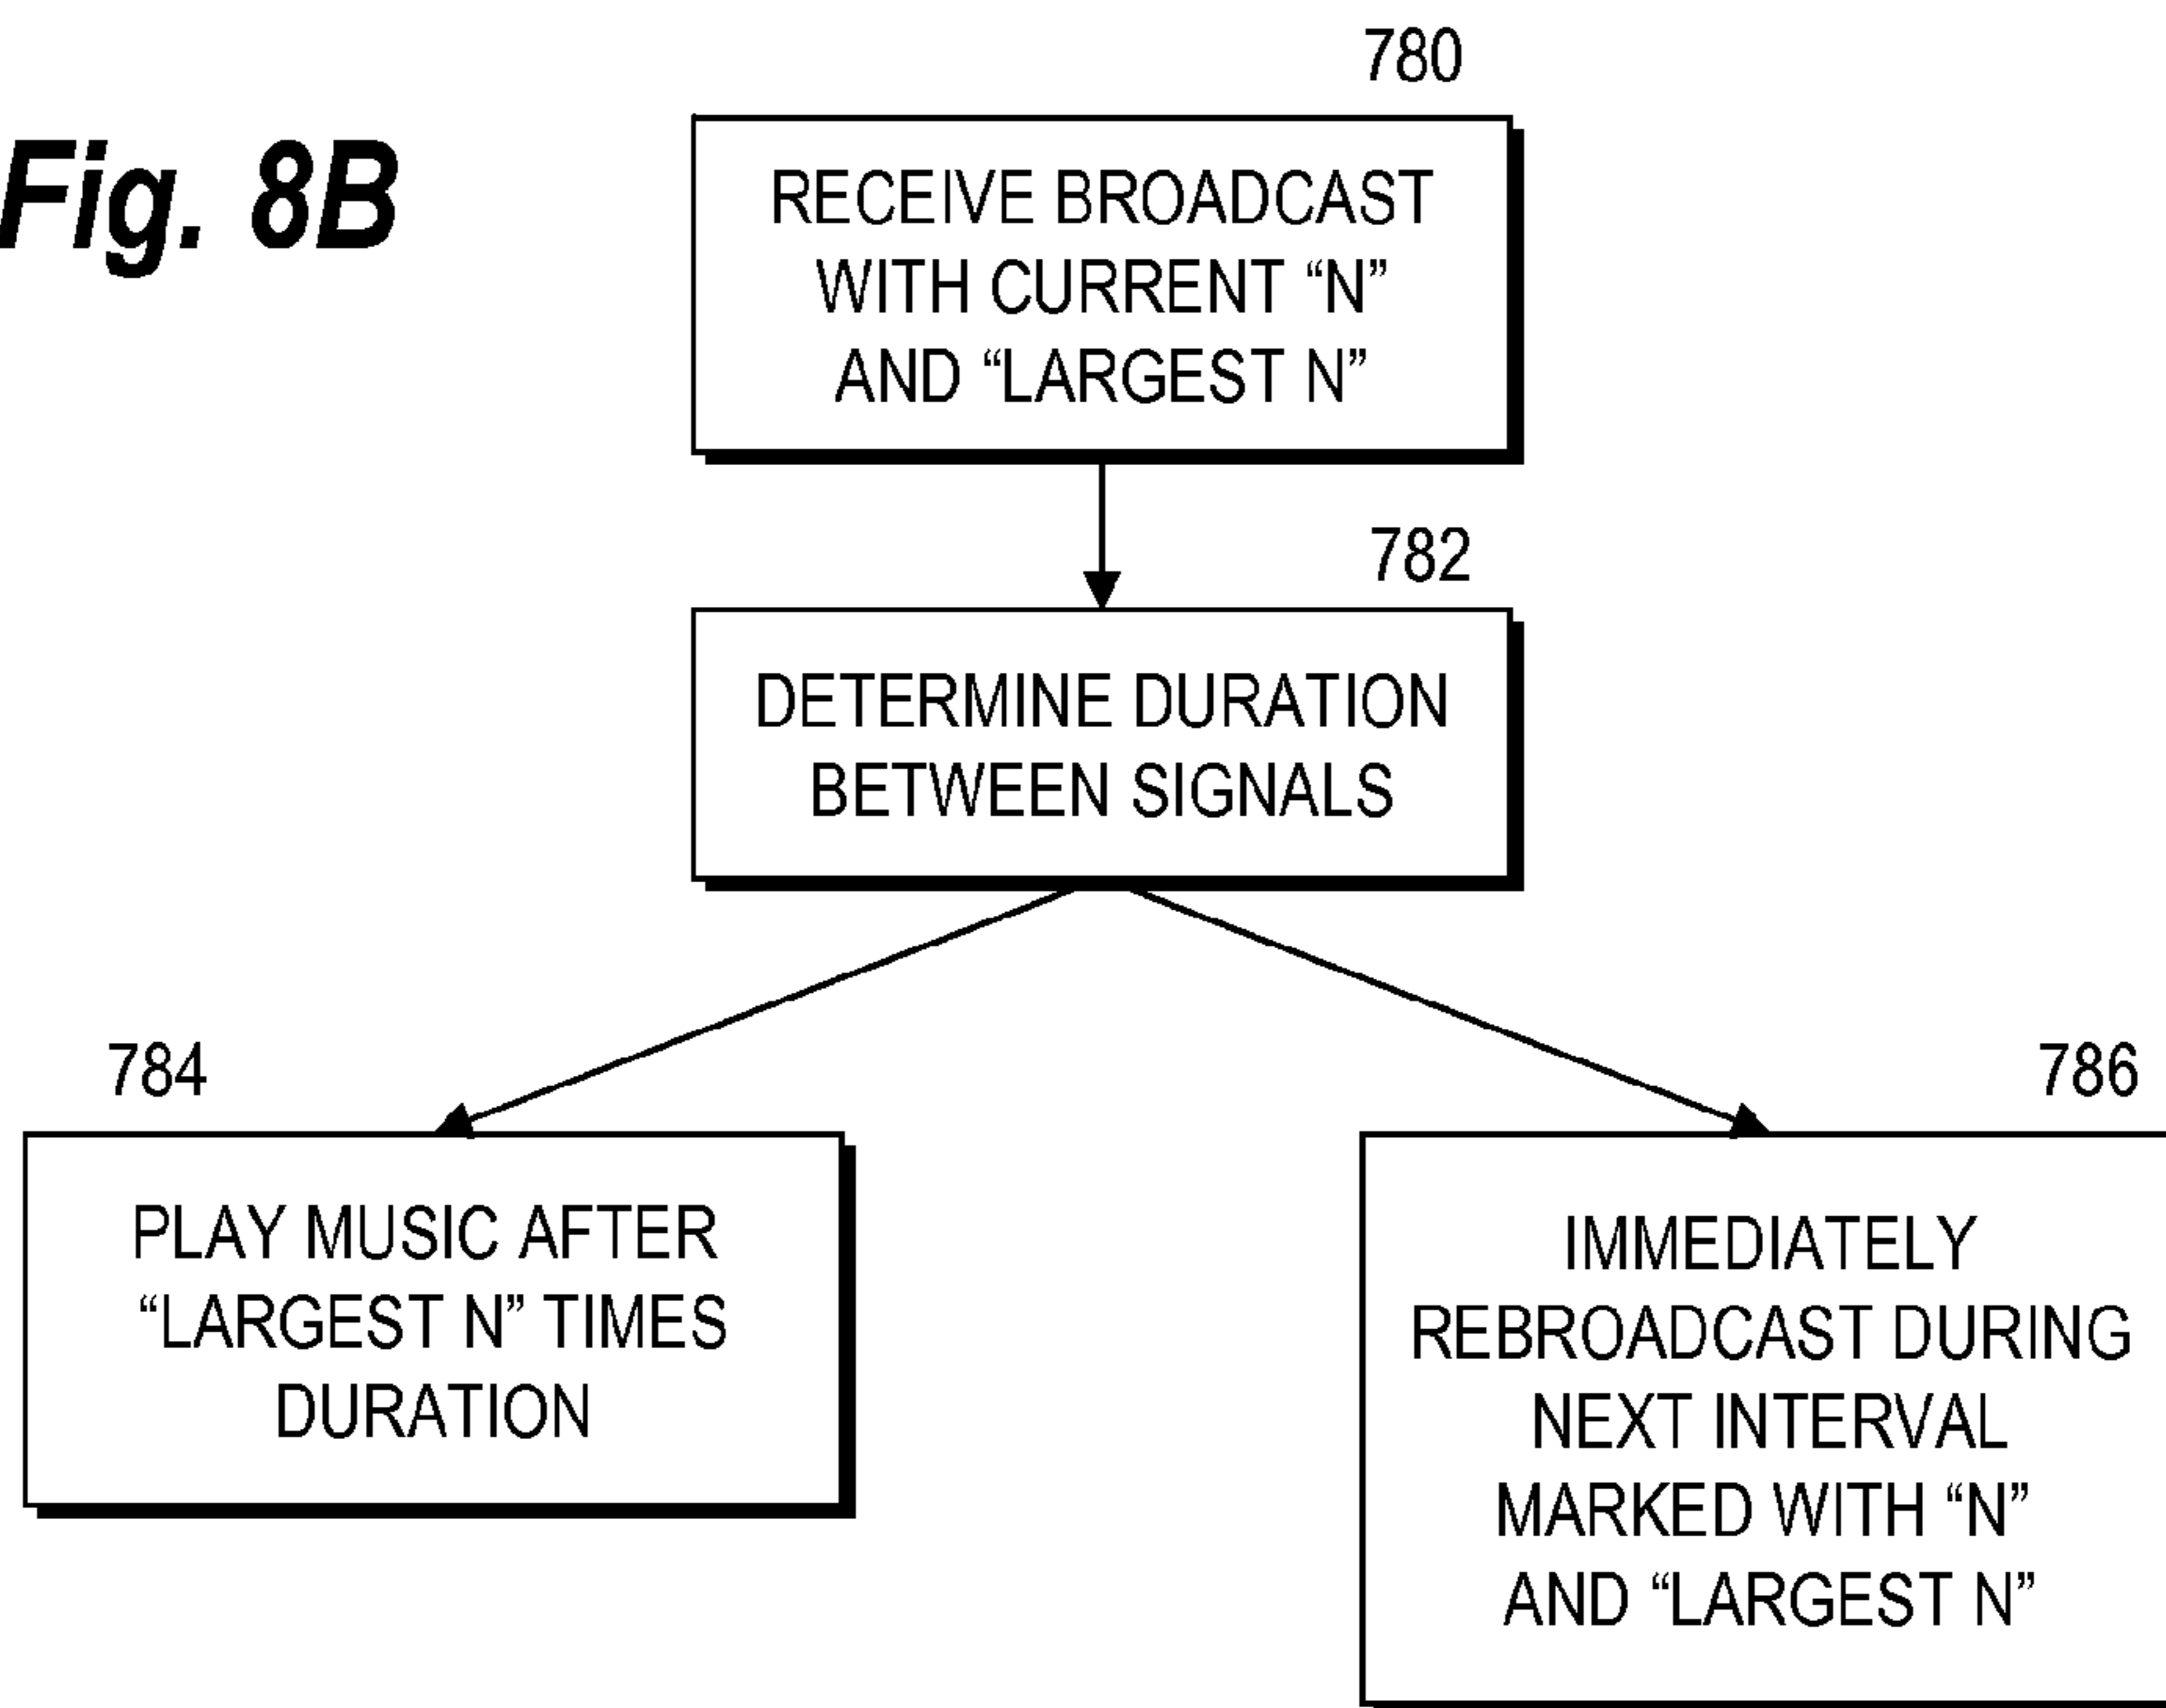 Fig. 8B
780
RECEIVE BROADCAST
WITH CURRENT “N”
AND “LARGEST N”
782
DETERMINE DURATION
BETWEEN SIGNALS
784
PLAY MUSIC AFTER
“LARGEST N” TIMES
DURATION
786
IMMEDIATELY
REBROADCAST DURING
NEXT INTERVAL
MARKED WITH “N”
AND “LARGEST N”